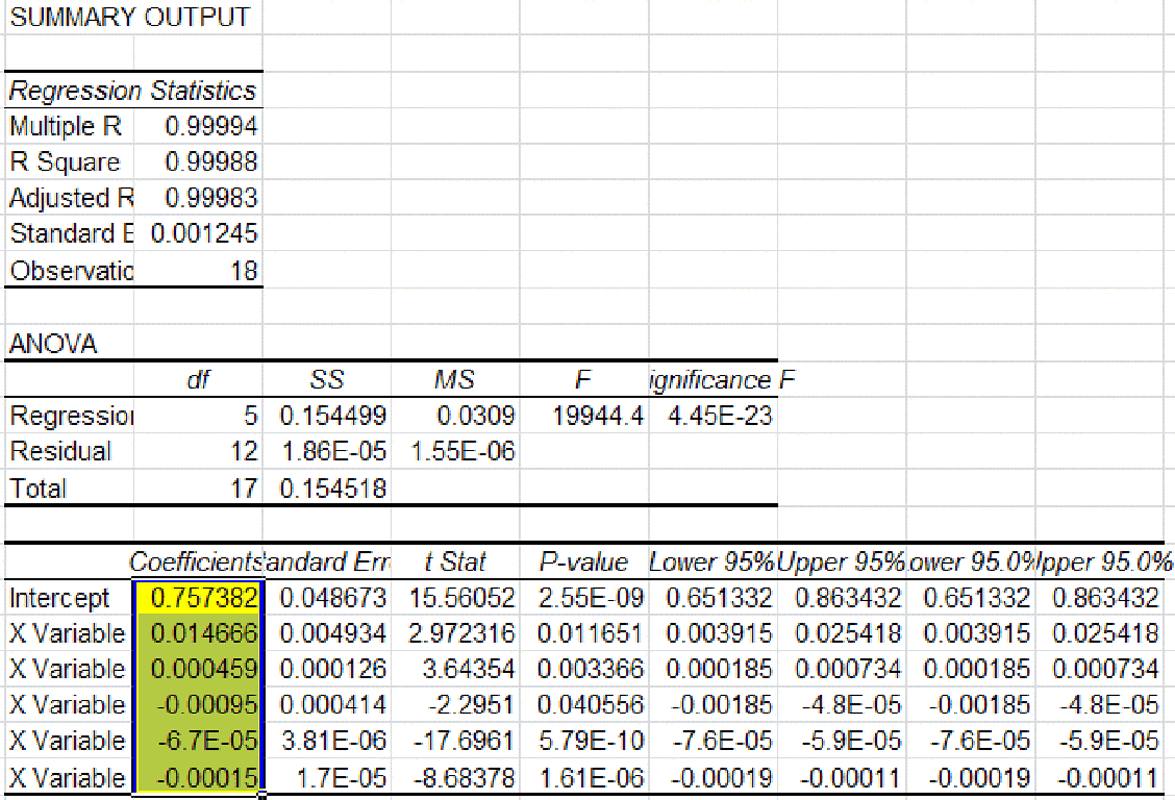 SUMMARY OUTPUT
Regression Statistics
Multiple R 0.99994
R Square 0.99988
Adjusted R 0.99983
Standard E 0.001245
Observatio 18
ANOVA
df SS MS F ignificance F
Regression 5 0.154499 0.0309 19944.4 4.45E-23
Residual 12 1.86E-05 1.55E-06
Total 17 0.154518
Coefficients tandard Err t Stat P-value Lower 95% Upper 95% ower 95.0% pper 95.0%
Intercept 0.757382 0.048673 15.56052 2.55E-09 0.651332 0.863432 0.651332 0.863432
X Variable 0.014666 0.004934 2.972316 0.011651 0.003915 0.025418 0.003915 0.025418
X Variable 0.000459 0.000126 3.64354 0.003366 0.000185 0.000734 0.000185 0.000734
X Variable -0.00095 0.000414 -2.2951 0.040556 -0.00185 -4.8E-05 -0.00185 -4.8E-05
X Variable -6.7E-05 3.81E-06 -17.6961 5.79E-10 -7.6E-05 -5.9E-05 -7.6E-05 -5.9E-05
X Variable -0.00015 1.7E-05 -8.68378 1.61E-06 -0.00019 -0.00011 -0.00019 -0.00011